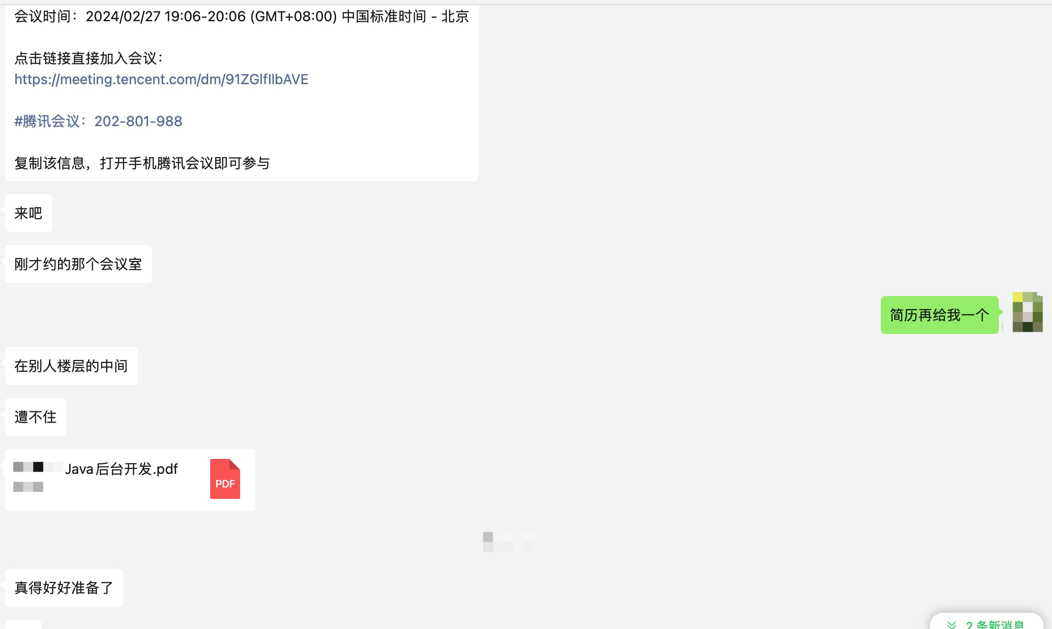 会议时间：2024/02/27 19:06-20:06 (GMT+08:00) 中国标准时间 - 北京
点击链接直接加入会议：
https://meeting.tencent.com/dm/91ZGlfIlbAVE
#腾讯会议：202-801-988
复制该信息，打开手机腾讯会议即可参与
来吧
刚才约的那个会议室
简历再给我一个
在别人楼层的中间
遭不住
Java后台开发.pdf
PDF
真得好好准备了
2 条新消息